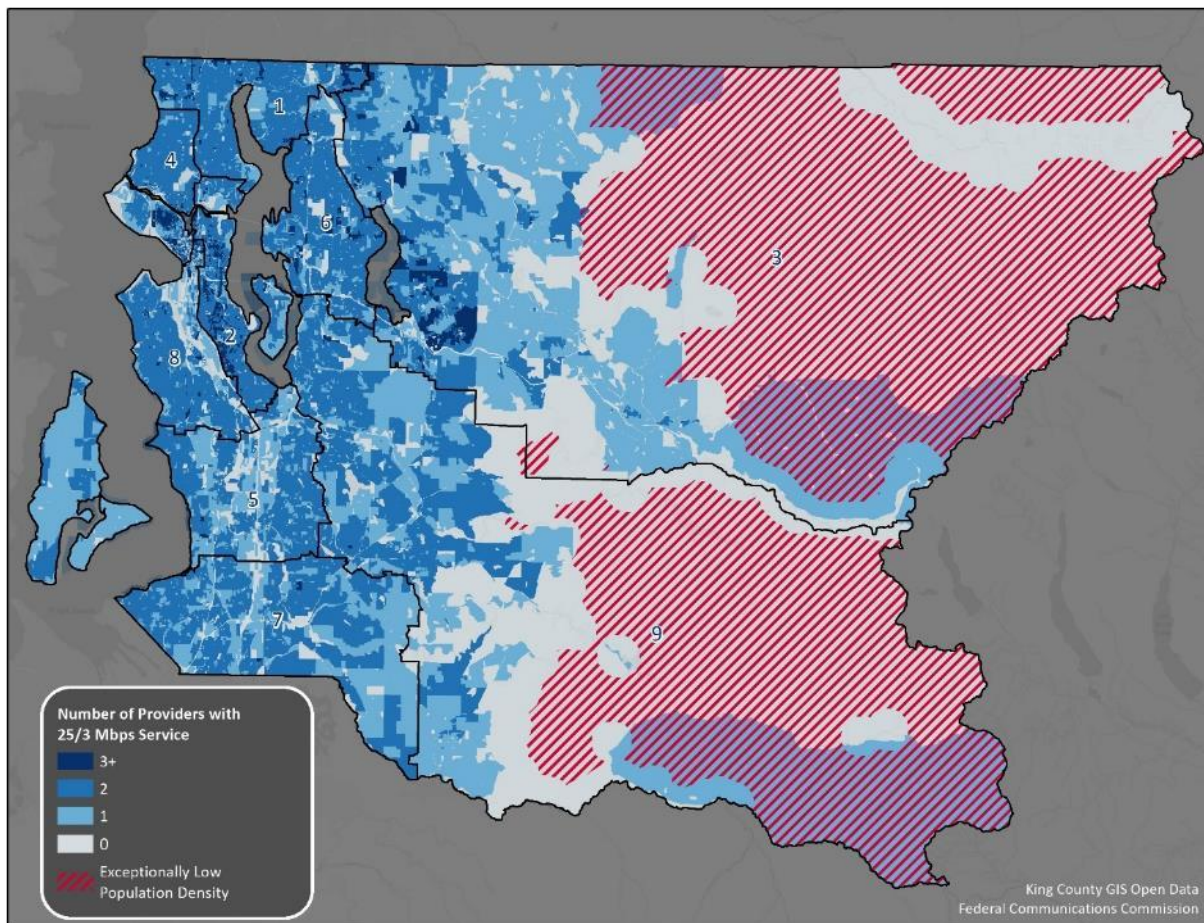 1
4
6
3
2
8
5
7
9
Number of Providers with
25/3 Mbps Service
3+
2
1
0
Exceptionally Low
Population Density
King County GIS Open Data
Federal Communications Commission